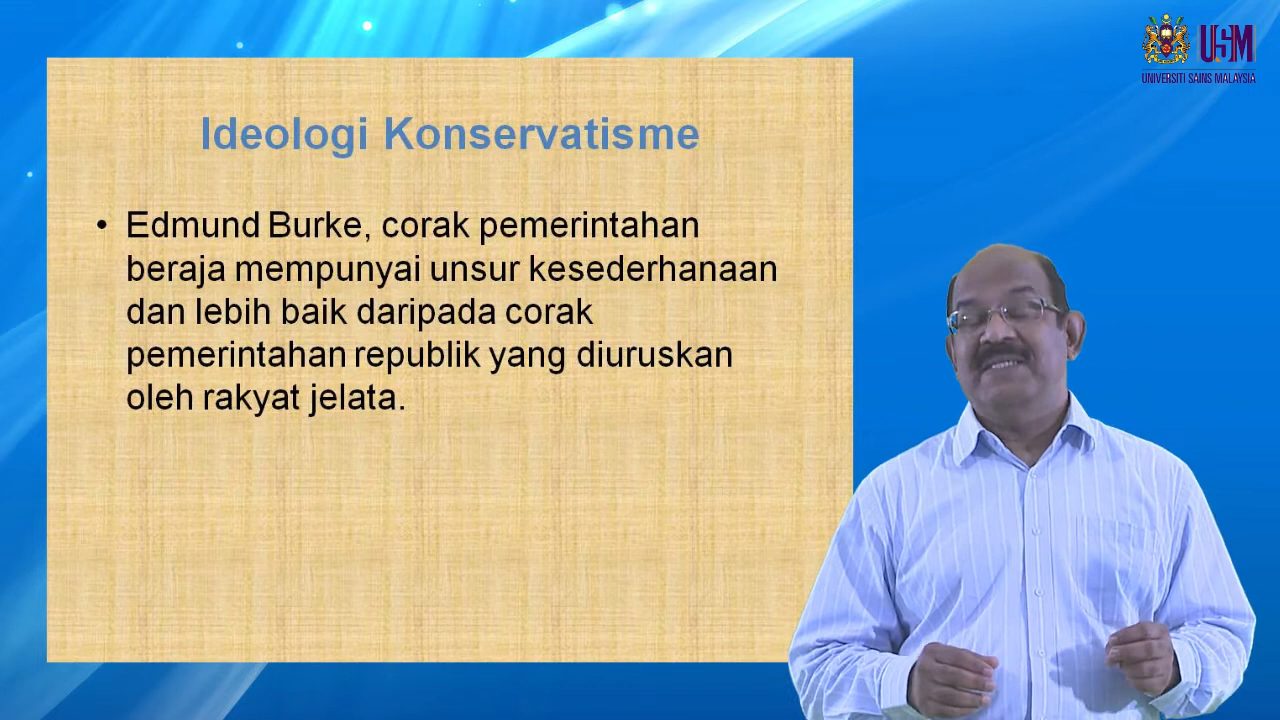 USM
UNIVERSITI SAINS MALAYSIA
Ideologi Konservatisme
• Edmund Burke, corak pemerintahan
beraja mempunyai unsur kesederhanaan
dan lebih baik daripada corak
pemerintahan republik yang diuruskan
oleh rakyat jelata.